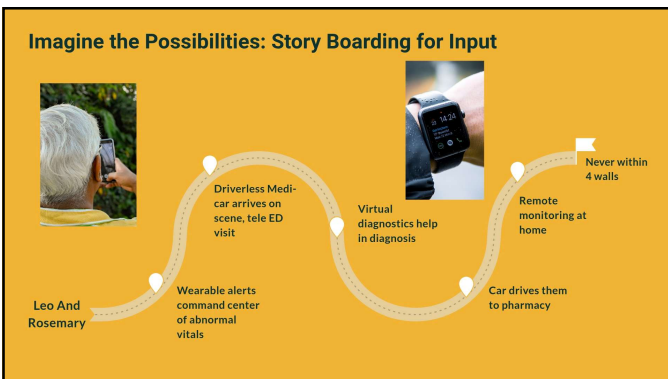 Imagine the Possibilities: Story Boarding for Input
Leo And
Rosemary
Wearable alerts
command center
of abnormal
vitals
Driverless Medi-
car arrives on
scene, tele ED
visit
Virtual
diagnostics help
in diagnosis
14:24
Car drives them
to pharmacy
Remote
monitoring at
home
Never within
4 walls